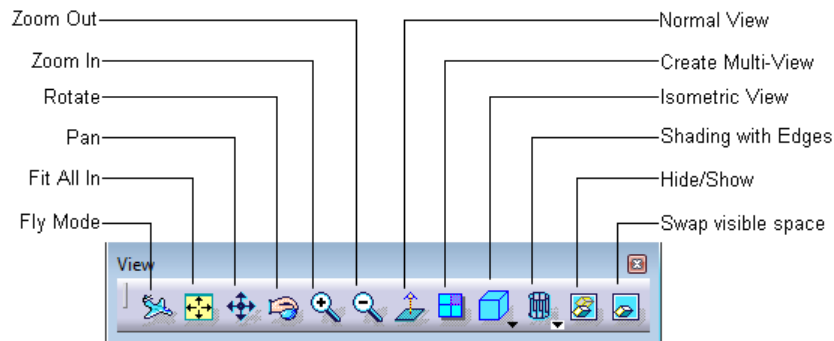 Zoom Out
Normal View
Zoom In
Create Multi-View
Rotate
Isometric View
Pan
Shading with Edges
Fit All In
Hide/Show
Fly Mode
Swap visible space
View